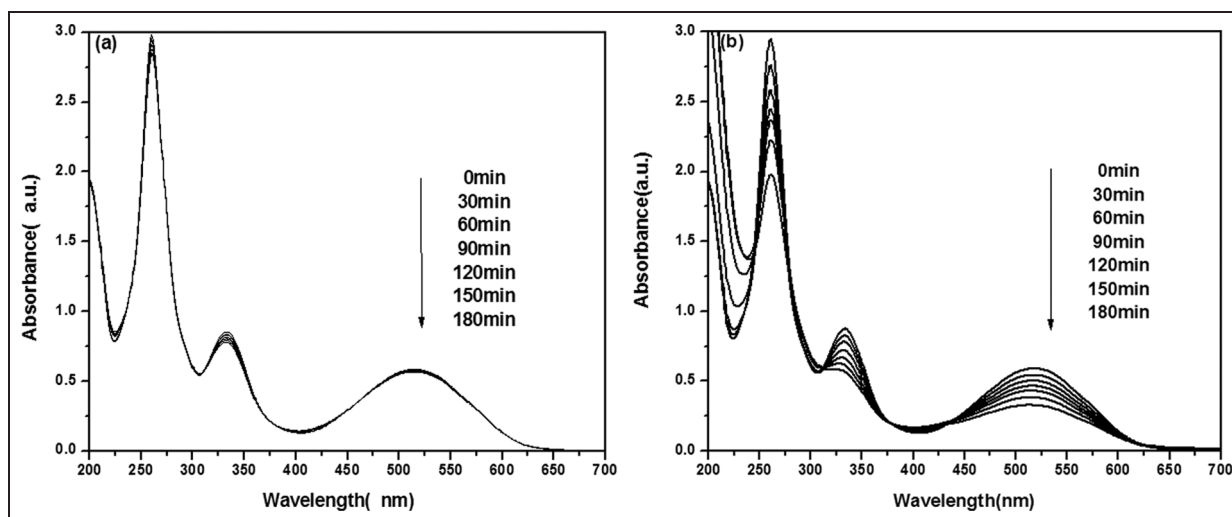 (a)
3.0
2.5
2.0
1.5
1.0
0.5
0.0
Absorbance( a.u.)
0min
30min
60min
90min
120min
150min
180min
200 250 300 350 400 450 500 550 600 650 700
Wavelength( nm)
(b)
3.0
2.5
2.0
1.5
1.0
0.5
0.0
Absorbance(a.u.)
0min
30min
60min
90min
120min
150min
180min
200 250 300 350 400 450 500 550 600 650 700
Wavelength(nm)